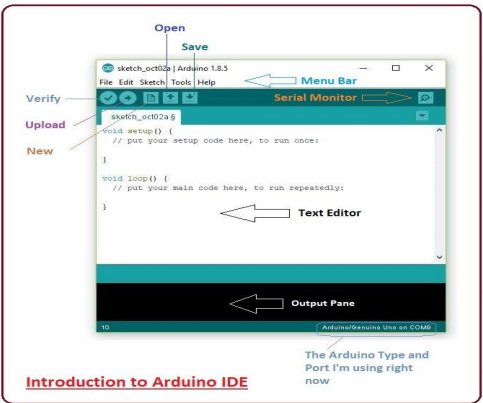 Open
Save
sketch_oct02a | Arduino 1.8.5
File Edit Sketch Tools Help
Menu Bar
Verify
Serial Monitor
Upload
sketch_oct02a §
New
void setup() {
// put your setup code here, to run once:
}
void loop() {
// put your main code here, to run repeatedly:
}
Text Editor
Output Pane
10
Arduino/Genuino Uno on COM9
The Arduino Type and
Port I'm using right
now
Introduction to Arduino IDE